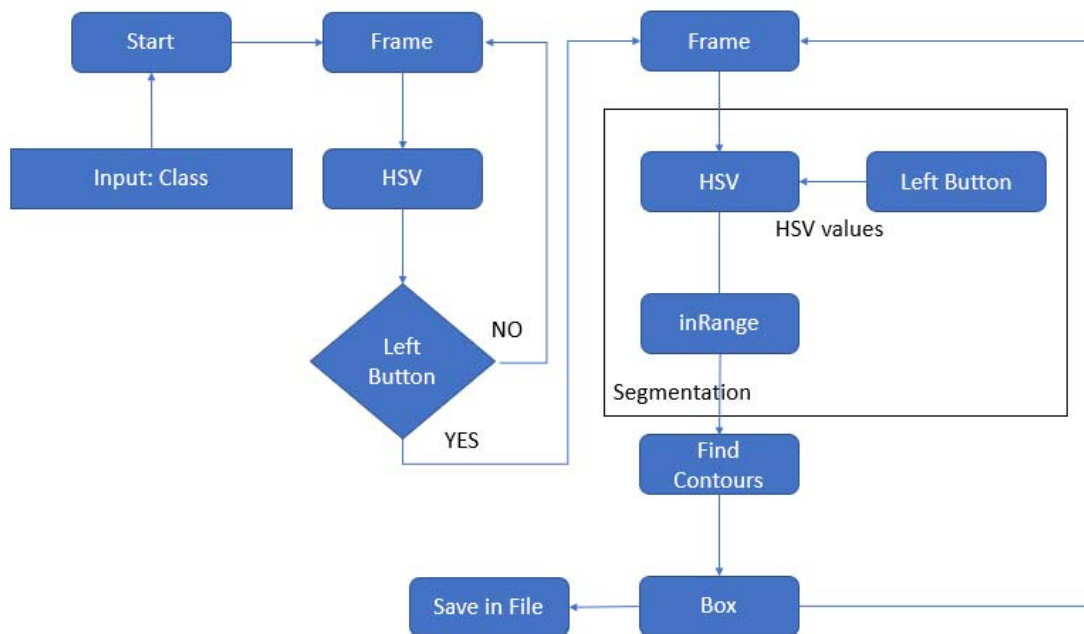 Start
Frame
Frame
Input: Class
HSV
HSV
Left Button
HSV values
Left
Button
NO
inRange
Segmentation
YES
Find
Contours
Save in File
Box